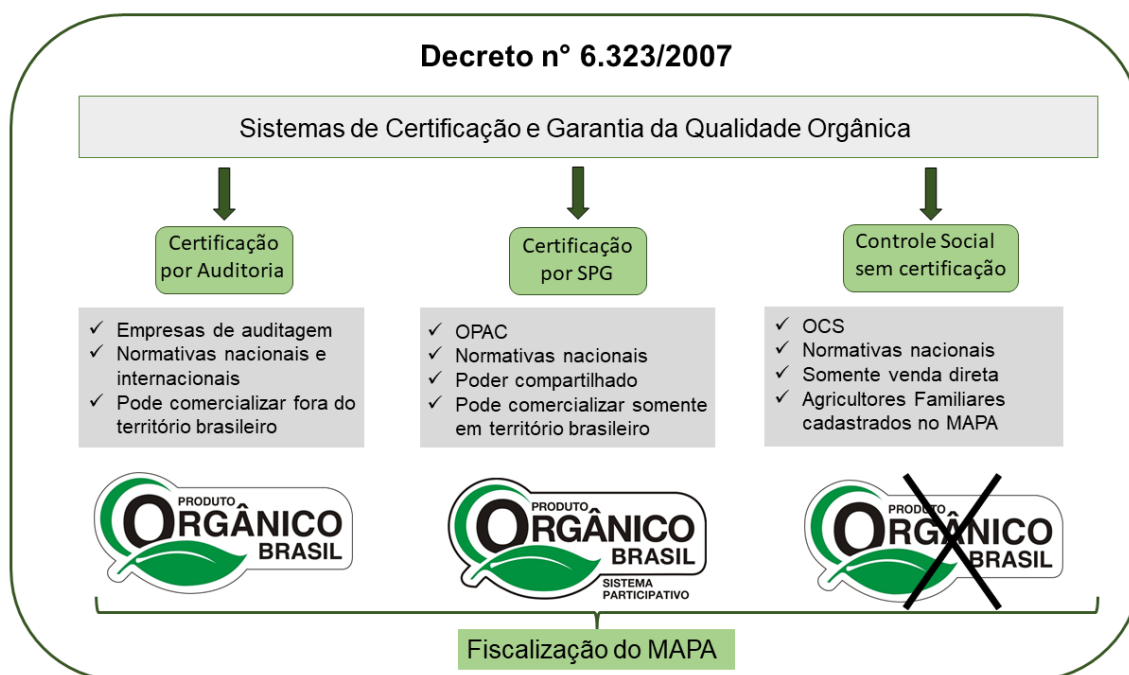 Decreto n° 6.323/2007
Sistemas de Certificação e Garantia da Qualidade Orgânica
Certificação
por Auditoria
✓ Empresas de auditagem
✓ Normativas nacionais e
internacionais
✓ Pode comercializar fora do
território brasileiro
PRODUTO
ORGÂNICO
BRASIL
Certificação
por SPG
✓ OPAC
✓ Normativas nacionais
✓ Poder compartilhado
✓ Pode comercializar somente
em território brasileiro
PRODUTO
ORGÂNICO
BRASIL
SISTEMA
PARTICIPATIVO
Controle Social
sem certificação
✓ OCS
✓ Normativas nacionais
✓ Somente venda direta
✓ Agricultores Familiares
cadastrados no MAPA
PRODUTO
ORGÂNICO
BRASIL
Fiscalização do MAPA